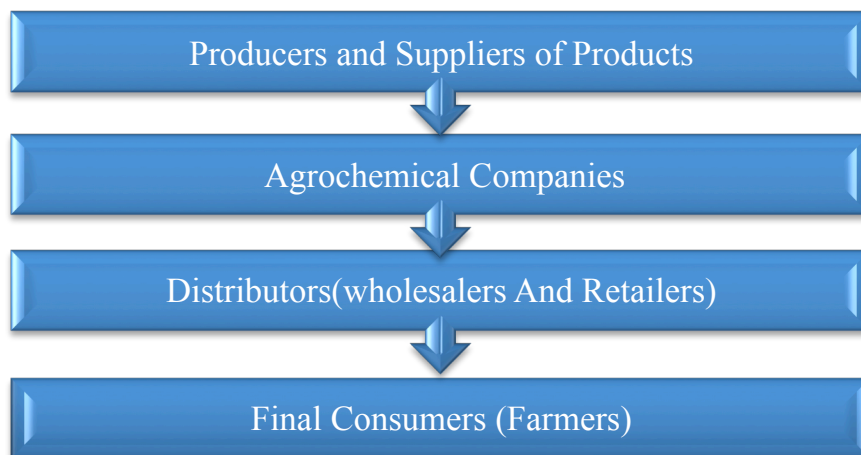 Producers and Suppliers of Products
Agrochemical Companies
Distributors(wholesalers And Retailers)
Final Consumers (Farmers)